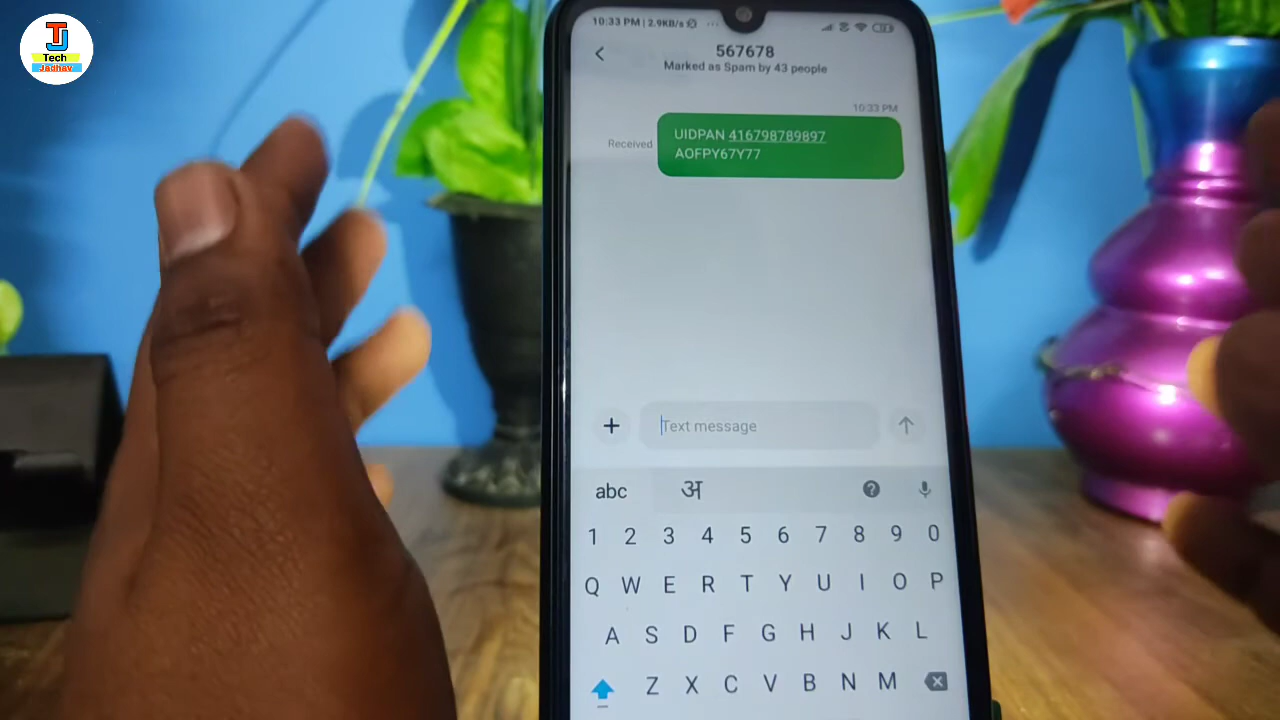 TJ
Tech
Jadhav
10:33 PM | 2.9KB/s
567678
Marked as Spam by 43 people
10:33 PM
Received
UIDPAN 416798789897
AOFPY67Y77
Text message
abc अ
1 2 3 4 5 6 7 8 9 0
Q W E R T Y U I O P
A S D F G H J K L
Z X C V B N M